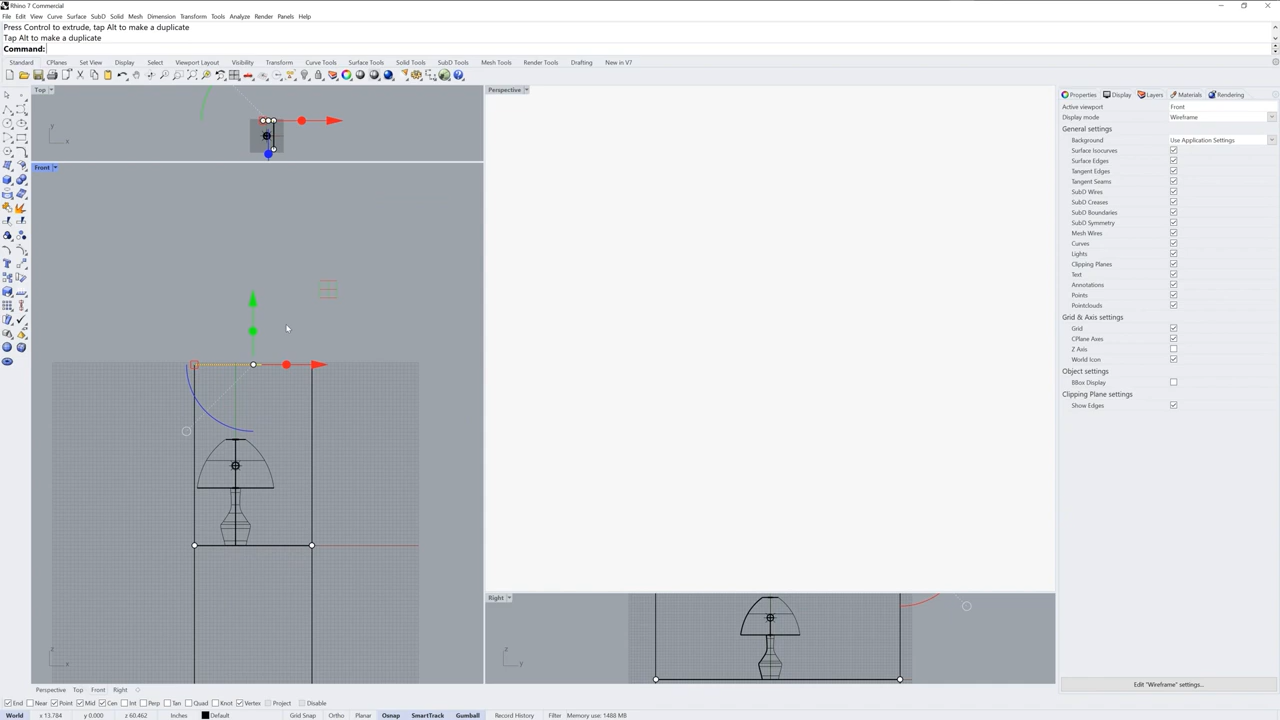 Rhino 7 Commercial
File Edit View Curve Surface SubD Solid Mesh Dimension Transform Tools Analyze Render Panels Help
Press Control to extrude, tap Alt to make a duplicate
Tap Alt to make a duplicate
Command:
Standard CPlanes Set View Display Select Viewport Layout Visibility Transform Curve Tools Surface Tools Solid Tools SubD Tools Mesh Tools Render Tools Drafting New in V7
Top
y
x
Front
z
x
Perspective
Right
z
y
Properties Display Layers Materials Rendering
Active viewport Front
Display mode Wireframe
General settings
Background Use Application Settings
Surface Isocurves
Surface Edges
Tangent Edges
Tangent Seams
SubD Wires
SubD Creases
SubD Boundaries
SubD Symmetry
Mesh Wires
Curves
Lights
Clipping Planes
Text
Annotations
Points
Pointclouds
Grid & Axis settings
Grid
CPlane Axes
Z Axis
World Icon
Object settings
BBox Display
Clipping Plane settings
Show Edges
Edit "Wireframe" settings...
Perspective Top Front Right
End Near Point Mid Cen Int Perp Tan Quad Knot Vertex Project Disable
World x 13.784 y 0.000 z 60.462 Inches Default Grid Snap Ortho Planar Osnap SmartTrack Gumball Record History Filter Memory use: 1488 MB